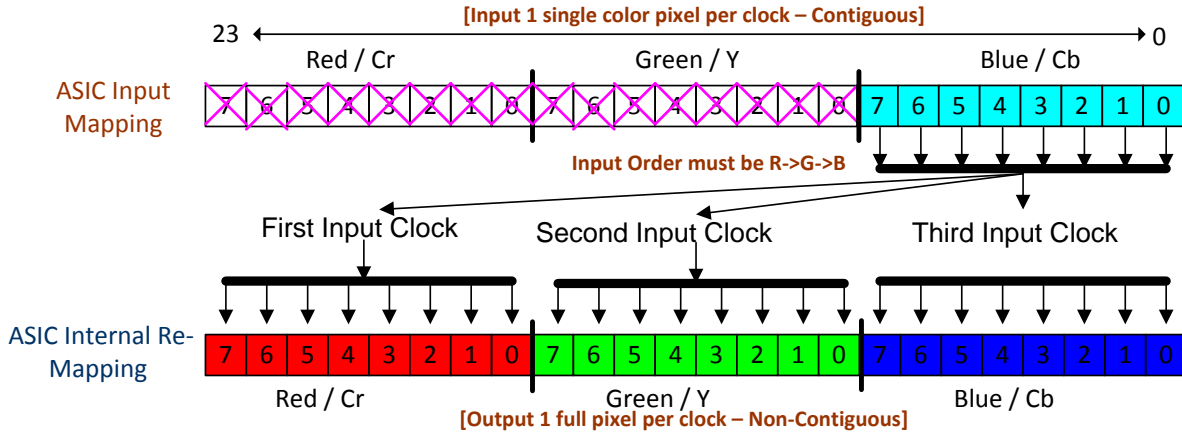 [Input 1 single color pixel per clock – Contiguous]
23
0
Red / Cr
Green / Y
Blue / Cb
ASIC Input
Mapping
7 6 5 4 3 2 1 0 7 6 5 4 3 2 1 0 7 6 5 4 3 2 1 0
Input Order must be R->G->B
First Input Clock
Second Input Clock
Third Input Clock
ASIC Internal Re-
Mapping
7 6 5 4 3 2 1 0 7 6 5 4 3 2 1 0 7 6 5 4 3 2 1 0
Red / Cr
Green / Y
Blue / Cb
[Output 1 full pixel per clock – Non-Contiguous]